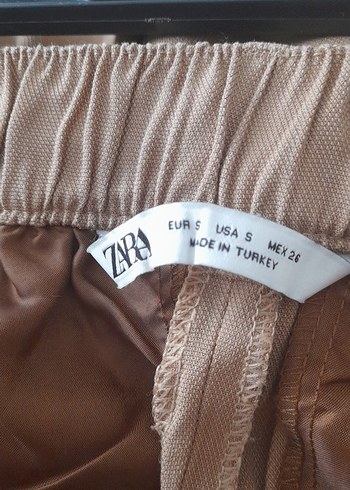 ZARA
EUR S USA S MEX 26
MADE IN TURKEY